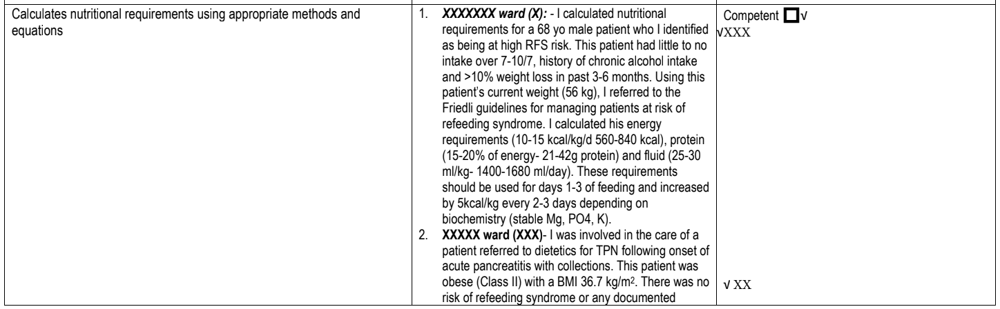 Calculates nutritional requirements using appropriate methods and
equations
1. XXXXXXX ward (X): - I calculated nutritional
requirements for a 68 yo male patient who I identified
as being at high RFS risk. This patient had little to no
intake over 7-10/7, history of chronic alcohol intake
and >10% weight loss in past 3-6 months. Using this
patient's current weight (56 kg), I referred to the
Friedli guidelines for managing patients at risk of
refeeding syndrome. I calculated his energy
requirements (10-15 kcal/kg/d 560-840 kcal), protein
(15-20% of energy- 21-42g protein) and fluid (25-30
ml/kg- 1400-1680 ml/day). These requirements
should be used for days 1-3 of feeding and increased
by 5kcal/kg every 2-3 days depending on
biochemistry (stable Mg, PO4, K).
2. XXXXX ward (XXX)- I was involved in the care of a
patient referred to dietetics for TPN following onset of
acute pancreatitis with collections. This patient was
obese (Class II) with a BMI 36.7 kg/m2. There was no
risk of refeeding syndrome or any documented
Competent ☐√
√XXX
√ XX